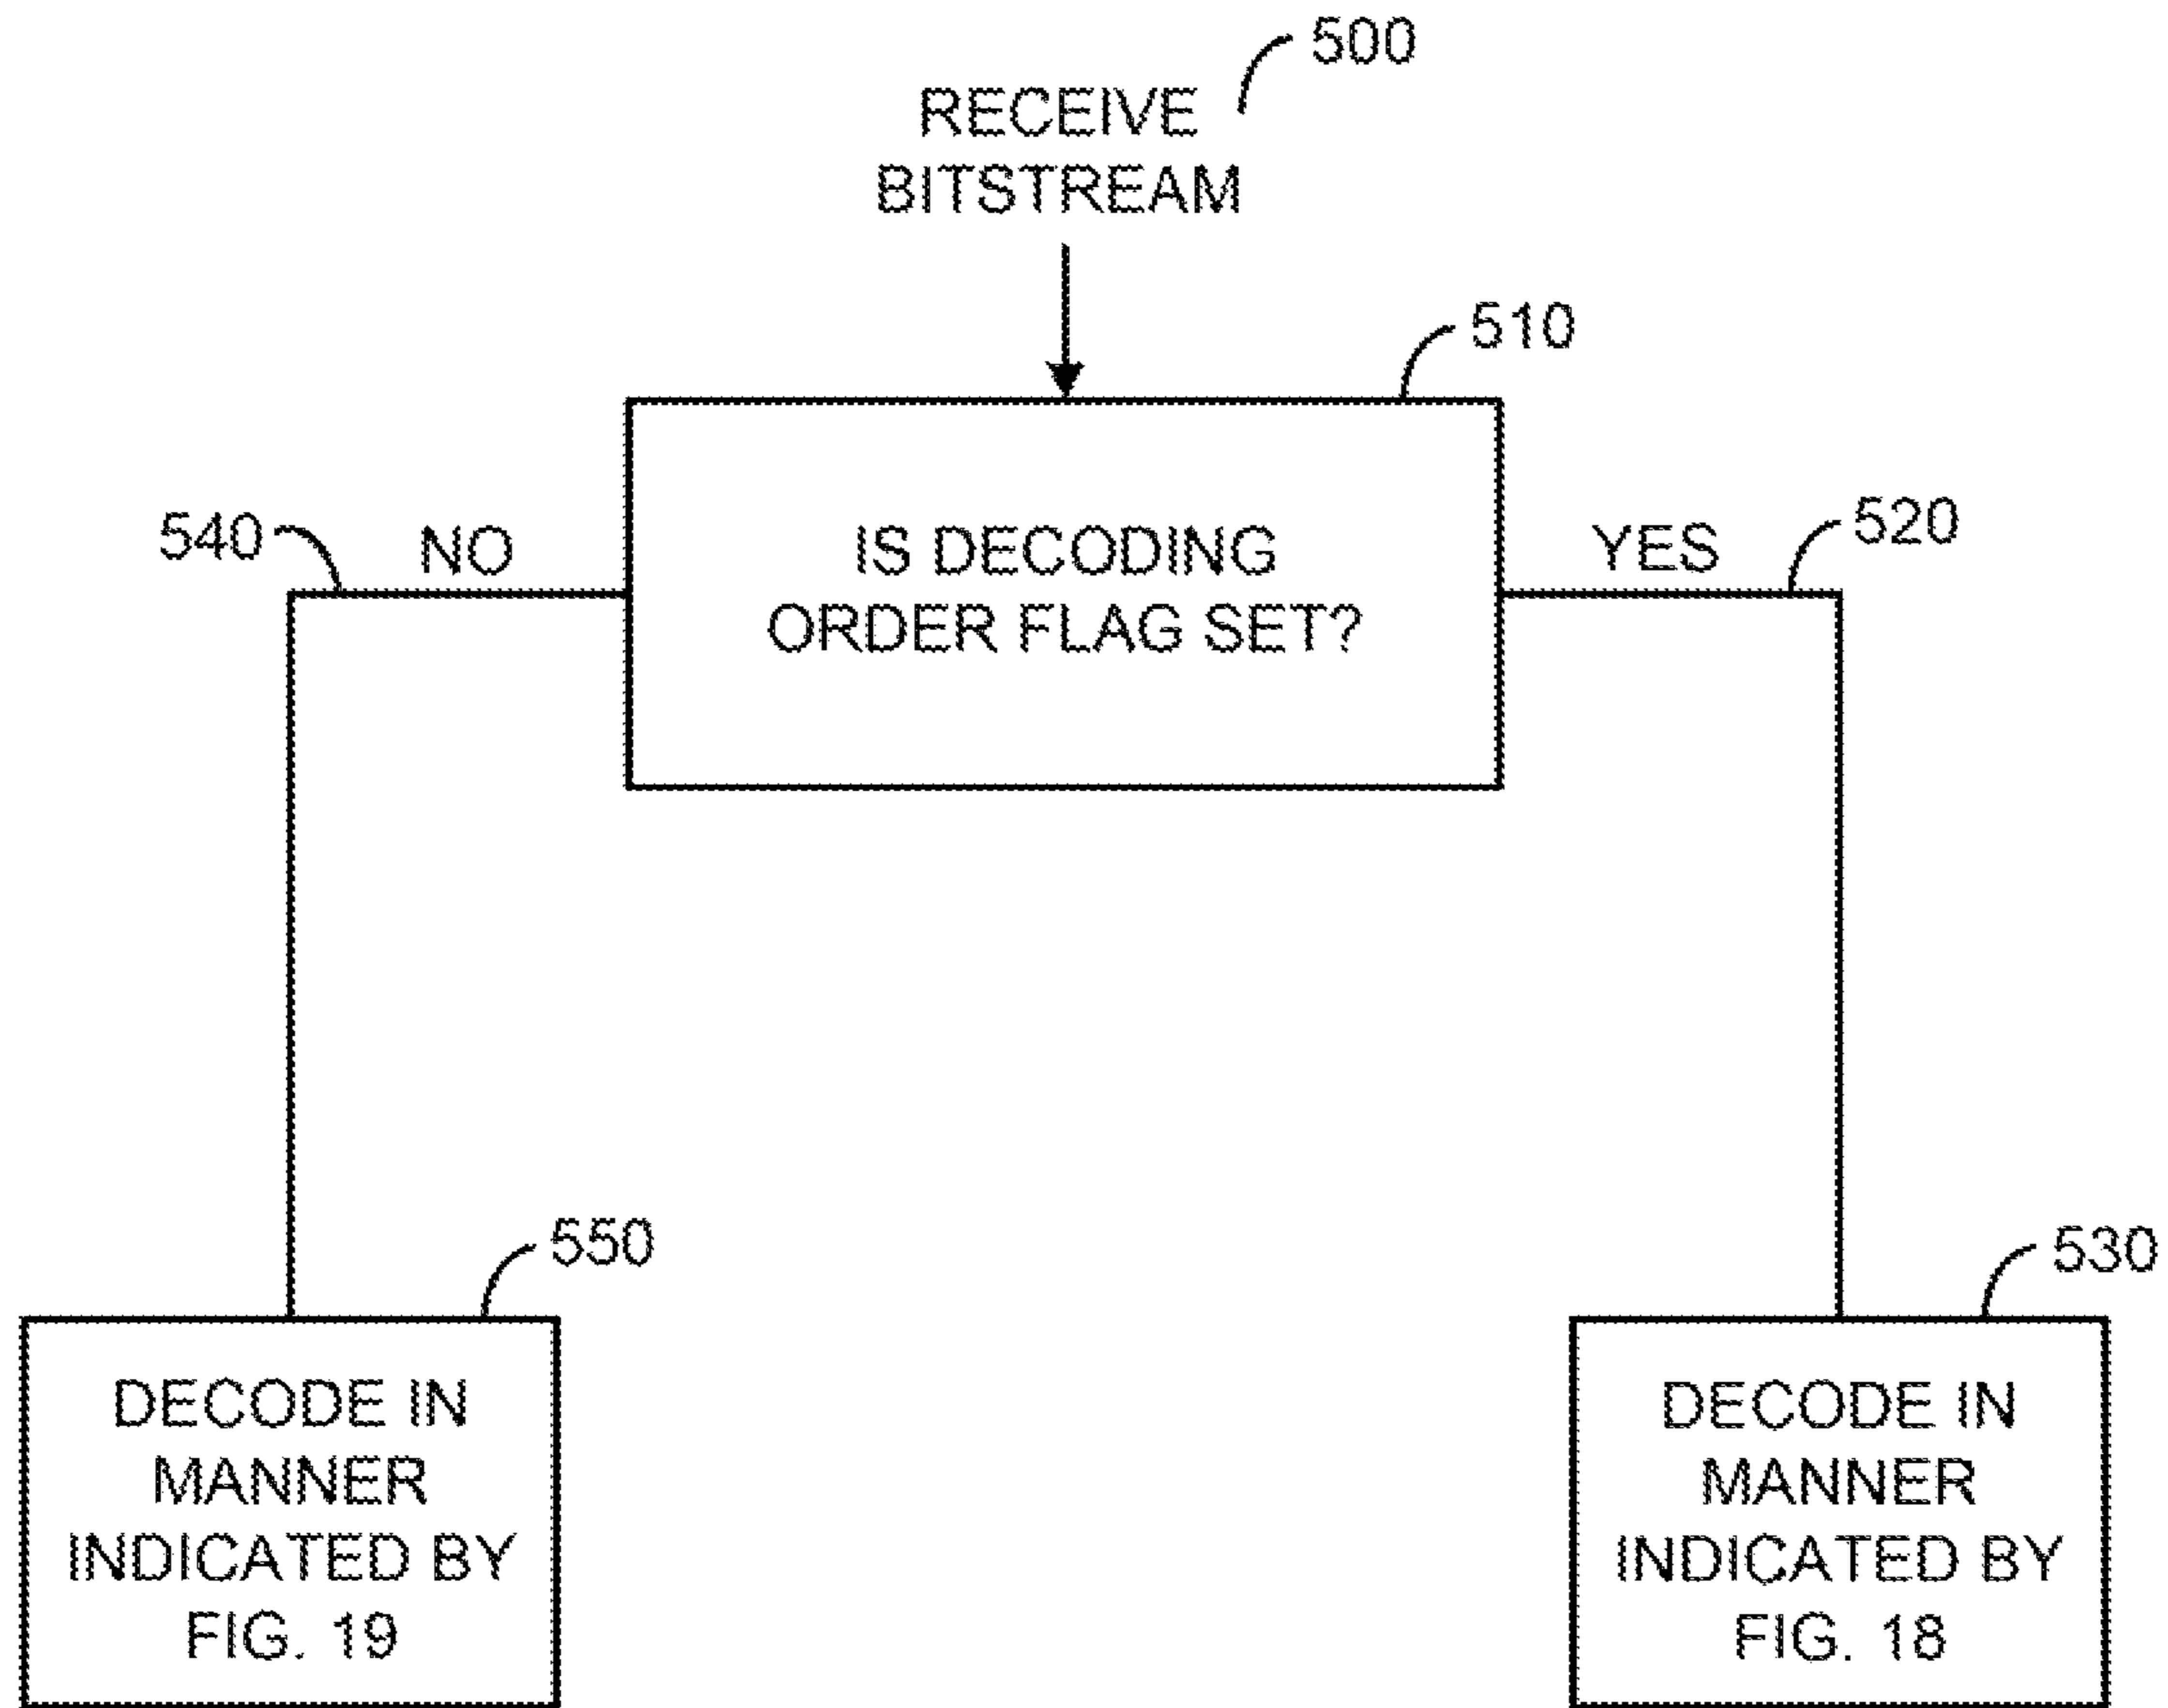 500
RECEIVE
BITSTREAM
510
IS DECODING
ORDER FLAG SET?
540
NO
YES
520
550
DECODE IN
MANNER
INDICATED BY
FIG. 19
530
DECODE IN
MANNER
INDICATED BY
FIG. 18